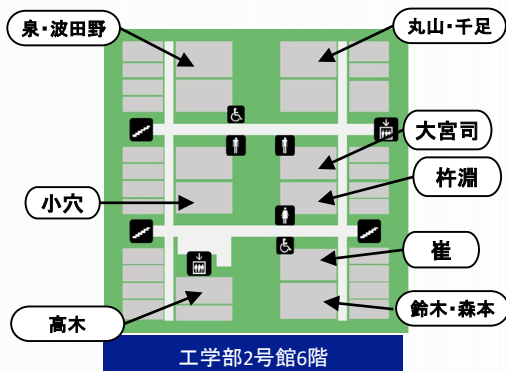 泉・波田野
丸山・千足
大宮司
杵淵
小穴
崔
高木
鈴木・森本
工学部2号館6階